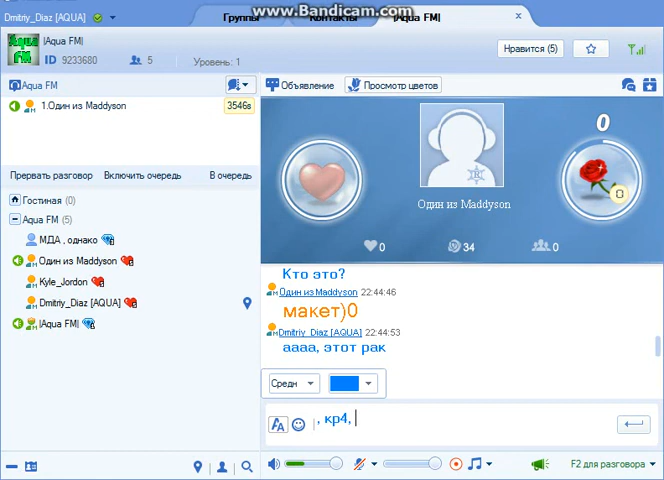 www.Bandicam.com
Dmitriy_Diaz [AQUA]
Группы
Контакты
|Aqua FM|
x
Aqua FM
|Aqua FM|
ID 9233680
5
Уровень: 1
Нравится (5)
Aqua FM
Объявление
Просмотр цветов
1.Один из Maddyson
3546s
0
Один из Maddyson
0
34
0
Прервать разговор
Включить очередь
В очередь
Гостиная (0)
Aqua FM (5)
МДА , однако
Один из Maddyson
Kyle_Jordon
Dmitriy_Diaz [AQUA]
|Aqua FM|
Кто это?
Один из Maddyson 22:44:46
макет)0
Dmitriy_Diaz [AQUA] 22:44:53
аааа, этот рак
Средн
, кр4,
F2 для разговора